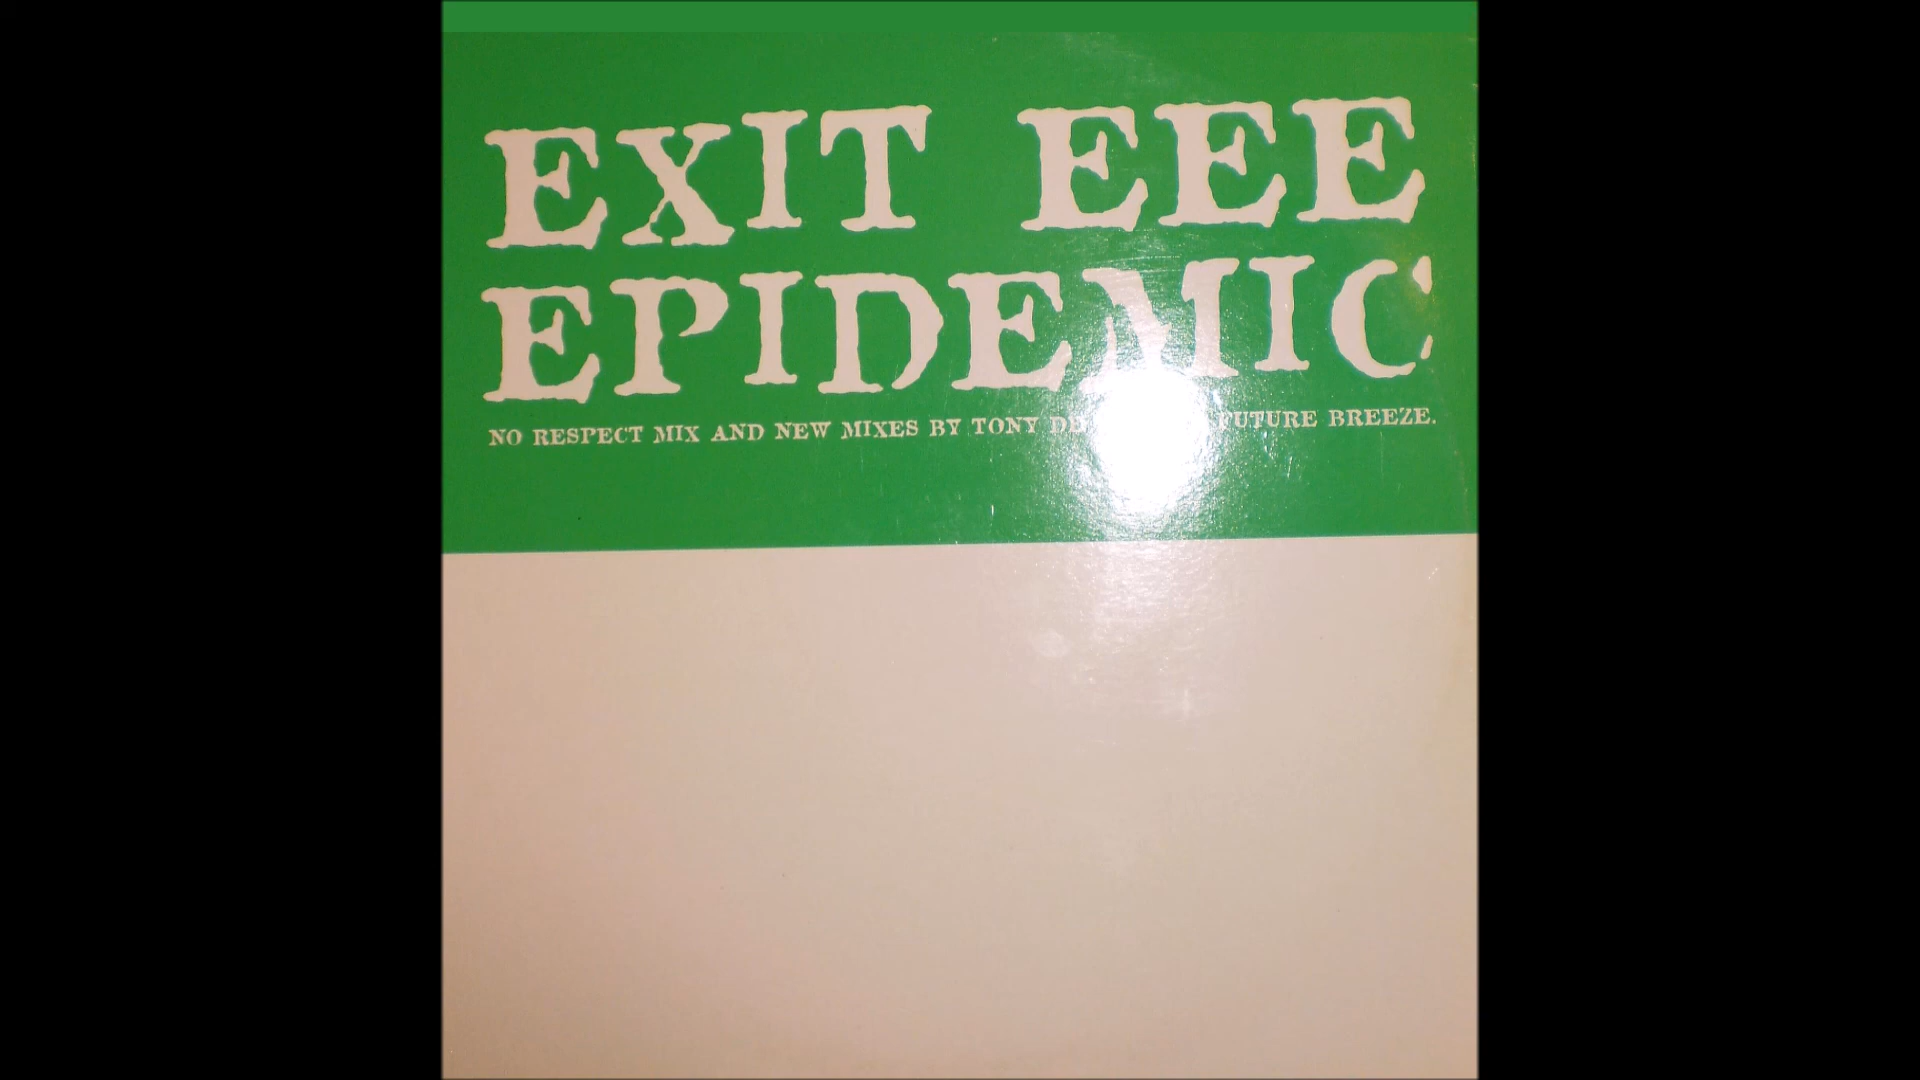 EXIT EEE
EPIDEMIC
NO RESPECT MIX AND NEW MIXES BY TONY FUTURE BREEZE.